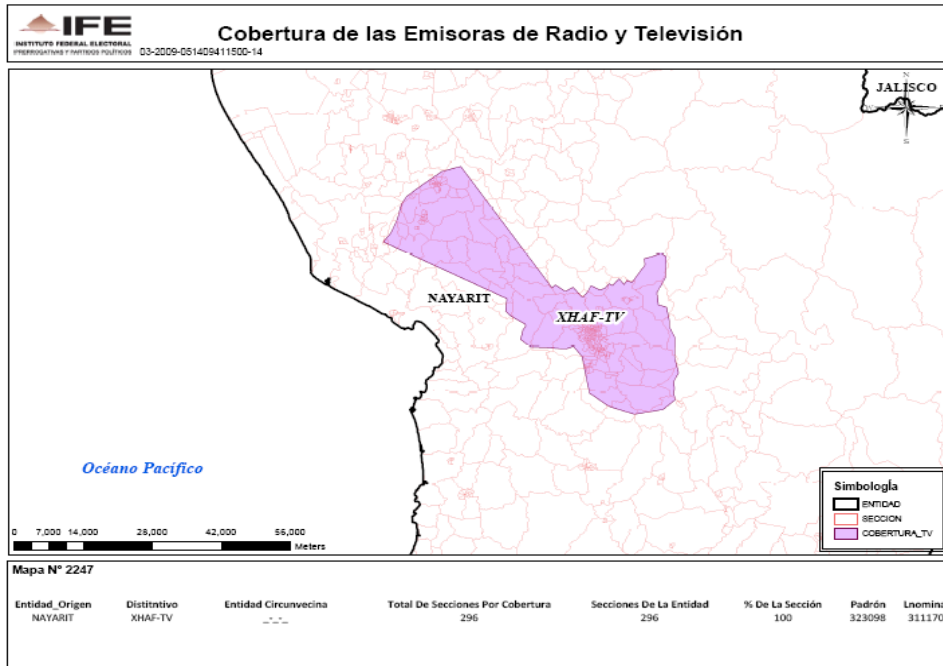 IFE
INSTITUTO FEDERAL ELECTORAL
PRERROGATIVAS Y PARTIDOS POLÍTICOS
03-2009-051409411500-14
Cobertura de las Emisoras de Radio y Televisión
JALISCO
N
S
NAYARIT
XHAF-TV
Océano Pacífico
Simbología
ENTIDAD
SECCION
COBERTURA_TV
0 7,000 14,000 28,000 42,000 56,000
Meters
Mapa N° 2247
Entidad_Origen Distitntivo Entidad Circunvecina Total De Secciones Por Cobertura Secciones De La Entidad % De La Sección Padrón Lnomina
NAYARIT XHAF-TV _-_-_ 296 296 100 323098 311170